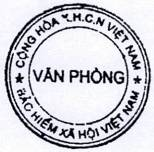 CỘNG HÒA X.H.C.N VIỆT NAM
VĂN PHÒNG
BẢO HIỂM XÃ HỘI VIỆT NAM